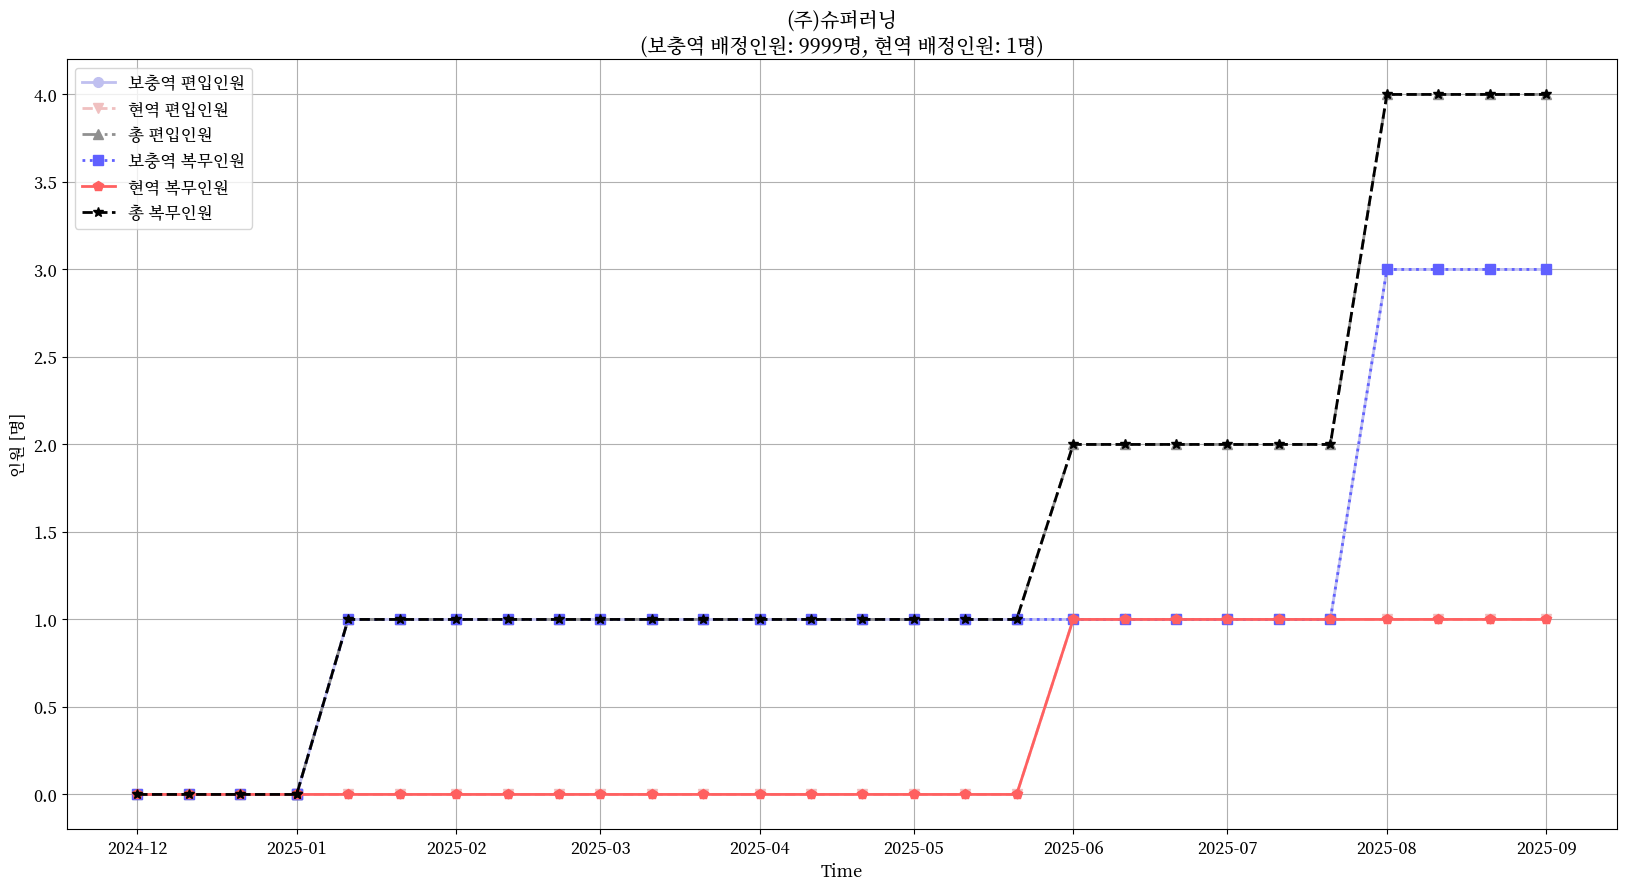 (주)슈퍼러닝
(보충역 배정인원: 9999명, 현역 배정인원: 1명)
보충역 편입인원
현역 편입인원
총 편입인원
보충역 복무인원
현역 복무인원
총 복무인원
4.0
3.5
3.0
2.5
2.0
1.5
1.0
0.5
0.0
인원 [명]
2024-12 2025-01 2025-02 2025-03 2025-04 2025-05 2025-06 2025-07 2025-08 2025-09
Time